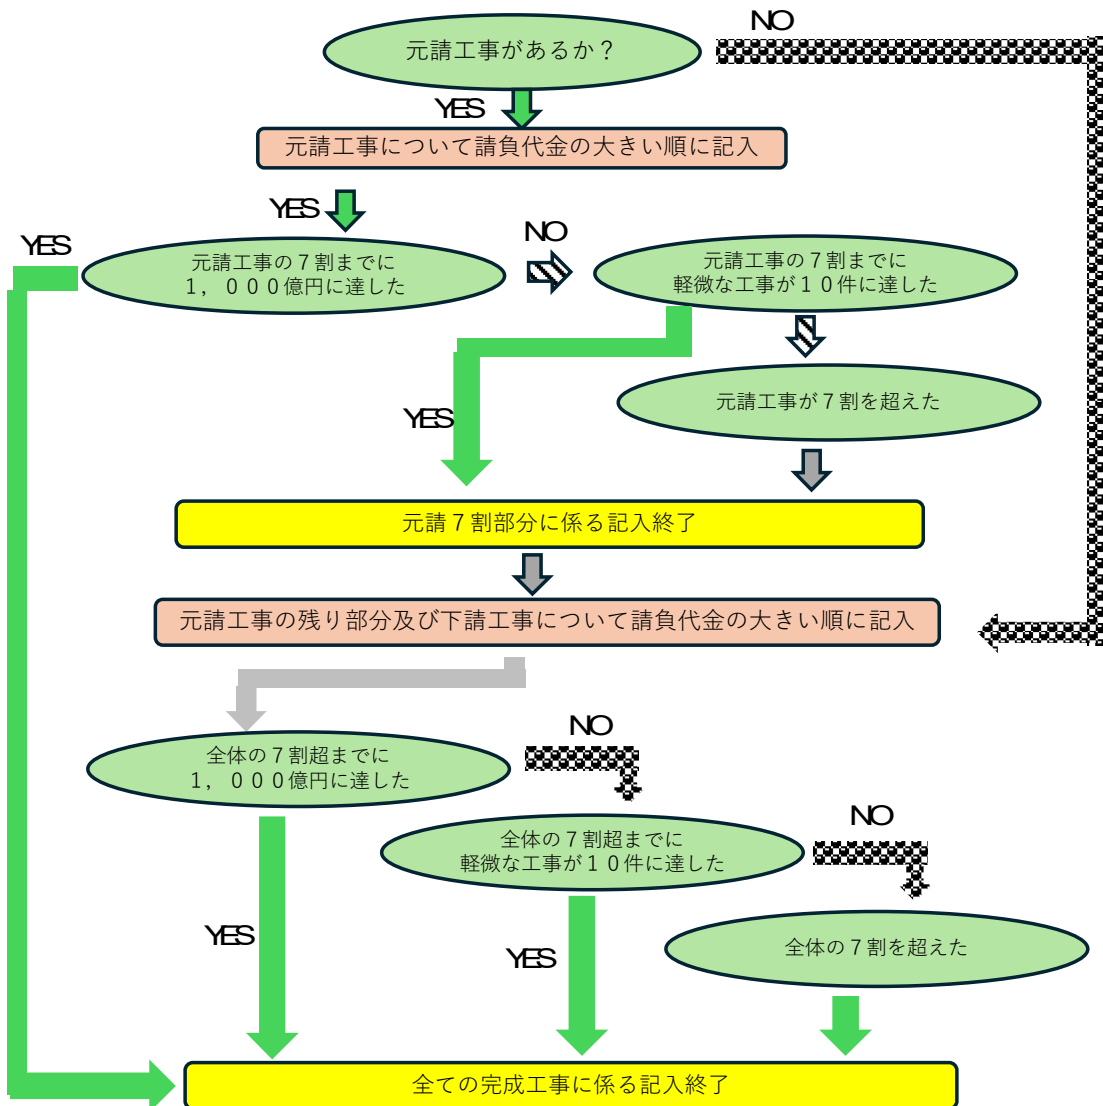 NO
元請工事があるか？
YES
元請工事について請負代金の大きい順に記入
YES
YES
NO
元請工事の７割までに
１，０００億円に達した
元請工事の７割までに
軽微な工事が１０件に達した
元請工事が７割を超えた
YES
元請７割部分に係る記入終了
元請工事の残り部分及び下請工事について請負代金の大きい順に記入
NO
全体の７割超までに
１，０００億円に達した
NO
全体の７割超までに
軽微な工事が１０件に達した
YES
YES
全体の７割を超えた
全ての完成工事に係る記入終了